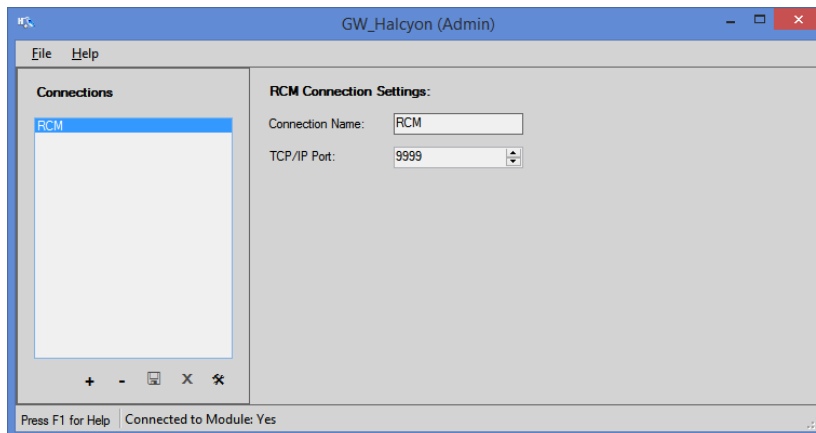 GW_Halcyon (Admin)
File Help
Connections
RCM
RCM Connection Settings:
Connection Name: RCM
TCP/IP Port: 9999
+ - X
Press F1 for Help Connected to Module: Yes